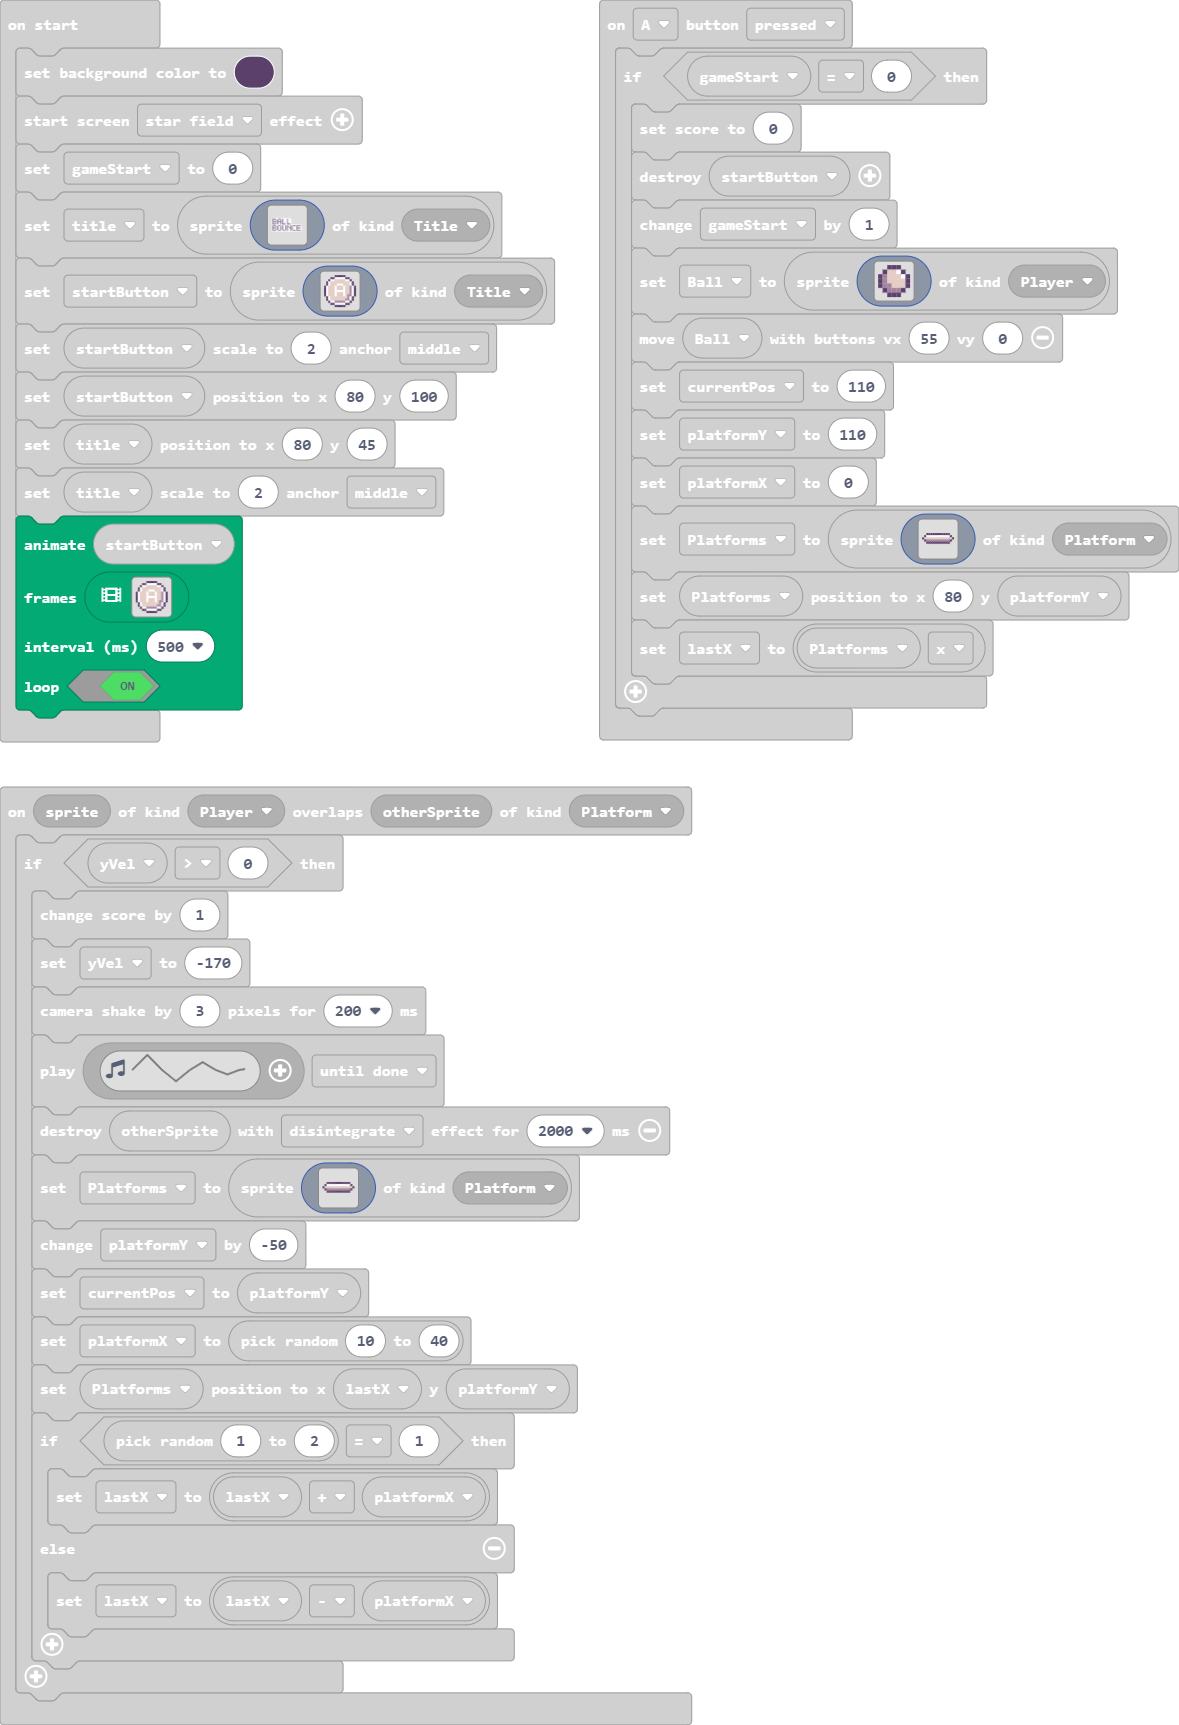 on start
set background color to
start screen star field effect
set gameStart to 0
set title to sprite BALL BOUNCE of kind Title
set startButton to sprite A of kind Title
set startButton scale to 2 anchor middle
set startButton position to x 80 y 100
set title position to x 80 y 45
set title scale to 2 anchor middle
animate startButton
frames A
interval (ms) 500
loop ON
on A button pressed
if gameStart = 0 then
set score to 0
destroy startButton
change gameStart by 1
set Ball to sprite of kind Player
move Ball with buttons vx 55 vy 0
set currentPos to 110
set platformY to 110
set platformX to 0
set Platforms to sprite of kind Platform
set Platforms position to x 80 y platformY
set lastX to Platforms x
on sprite of kind Player overlaps otherSprite of kind Platform
if yVel > 0 then
change score by 1
set yVel to -170
camera shake by 3 pixels for 200 ms
play until done
destroy otherSprite with disintegrate effect for 2000 ms
set Platforms to sprite of kind Platform
change platformY by -50
set currentPos to platformY
set platformX to pick random 10 to 40
set Platforms position to x lastX y platformY
if pick random 1 to 2 = 1 then
set lastX to lastX + platformX
else
set lastX to lastX - platformX